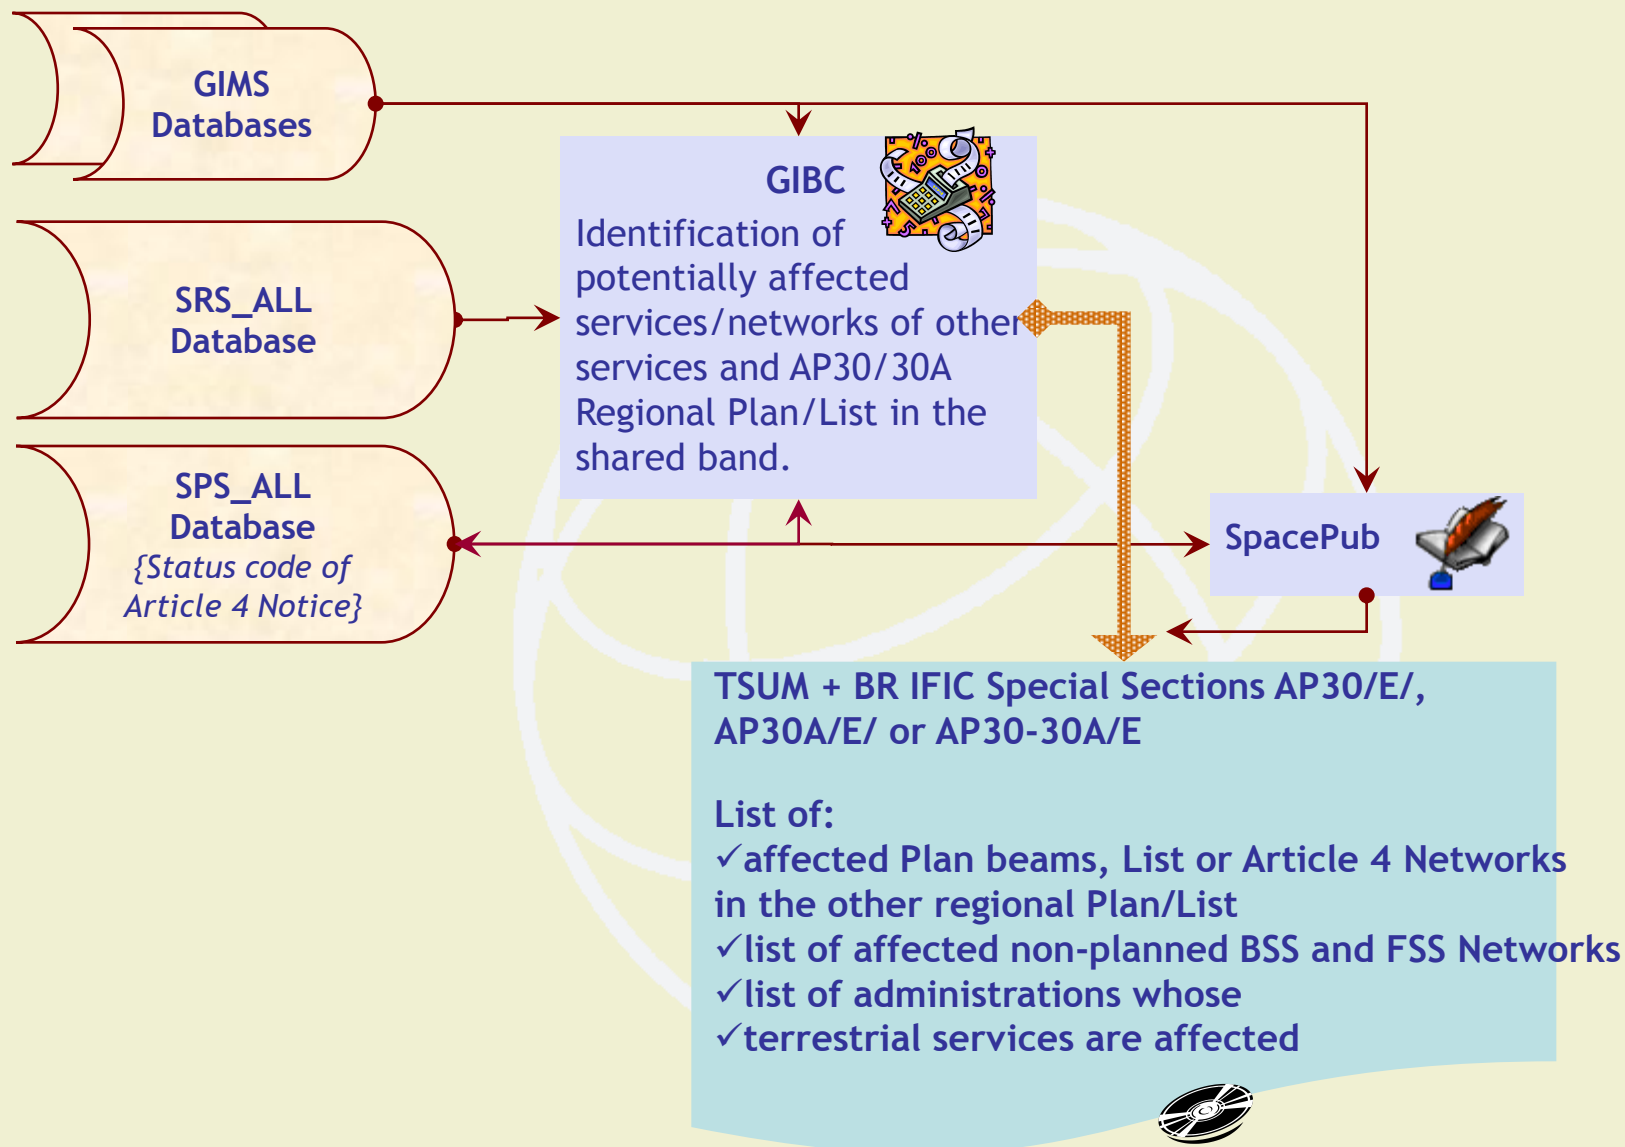 GIMS
Databases
GIBC
Identification of
potentially affected
services/networks of other
services and AP30/30A
Regional Plan/List in the
shared band.
SRS_ALL
Database
SPS_ALL
Database
{Status code of
Article 4 Notice}
SpacePub
TSUM + BR IFIC Special Sections AP30/E/,
AP30A/E/ or AP30-30A/E
List of:
✓affected Plan beams, List or Article 4 Networks
in the other regional Plan/List
✓list of affected non-planned BSS and FSS Networks
✓list of administrations whose
✓terrestrial services are affected